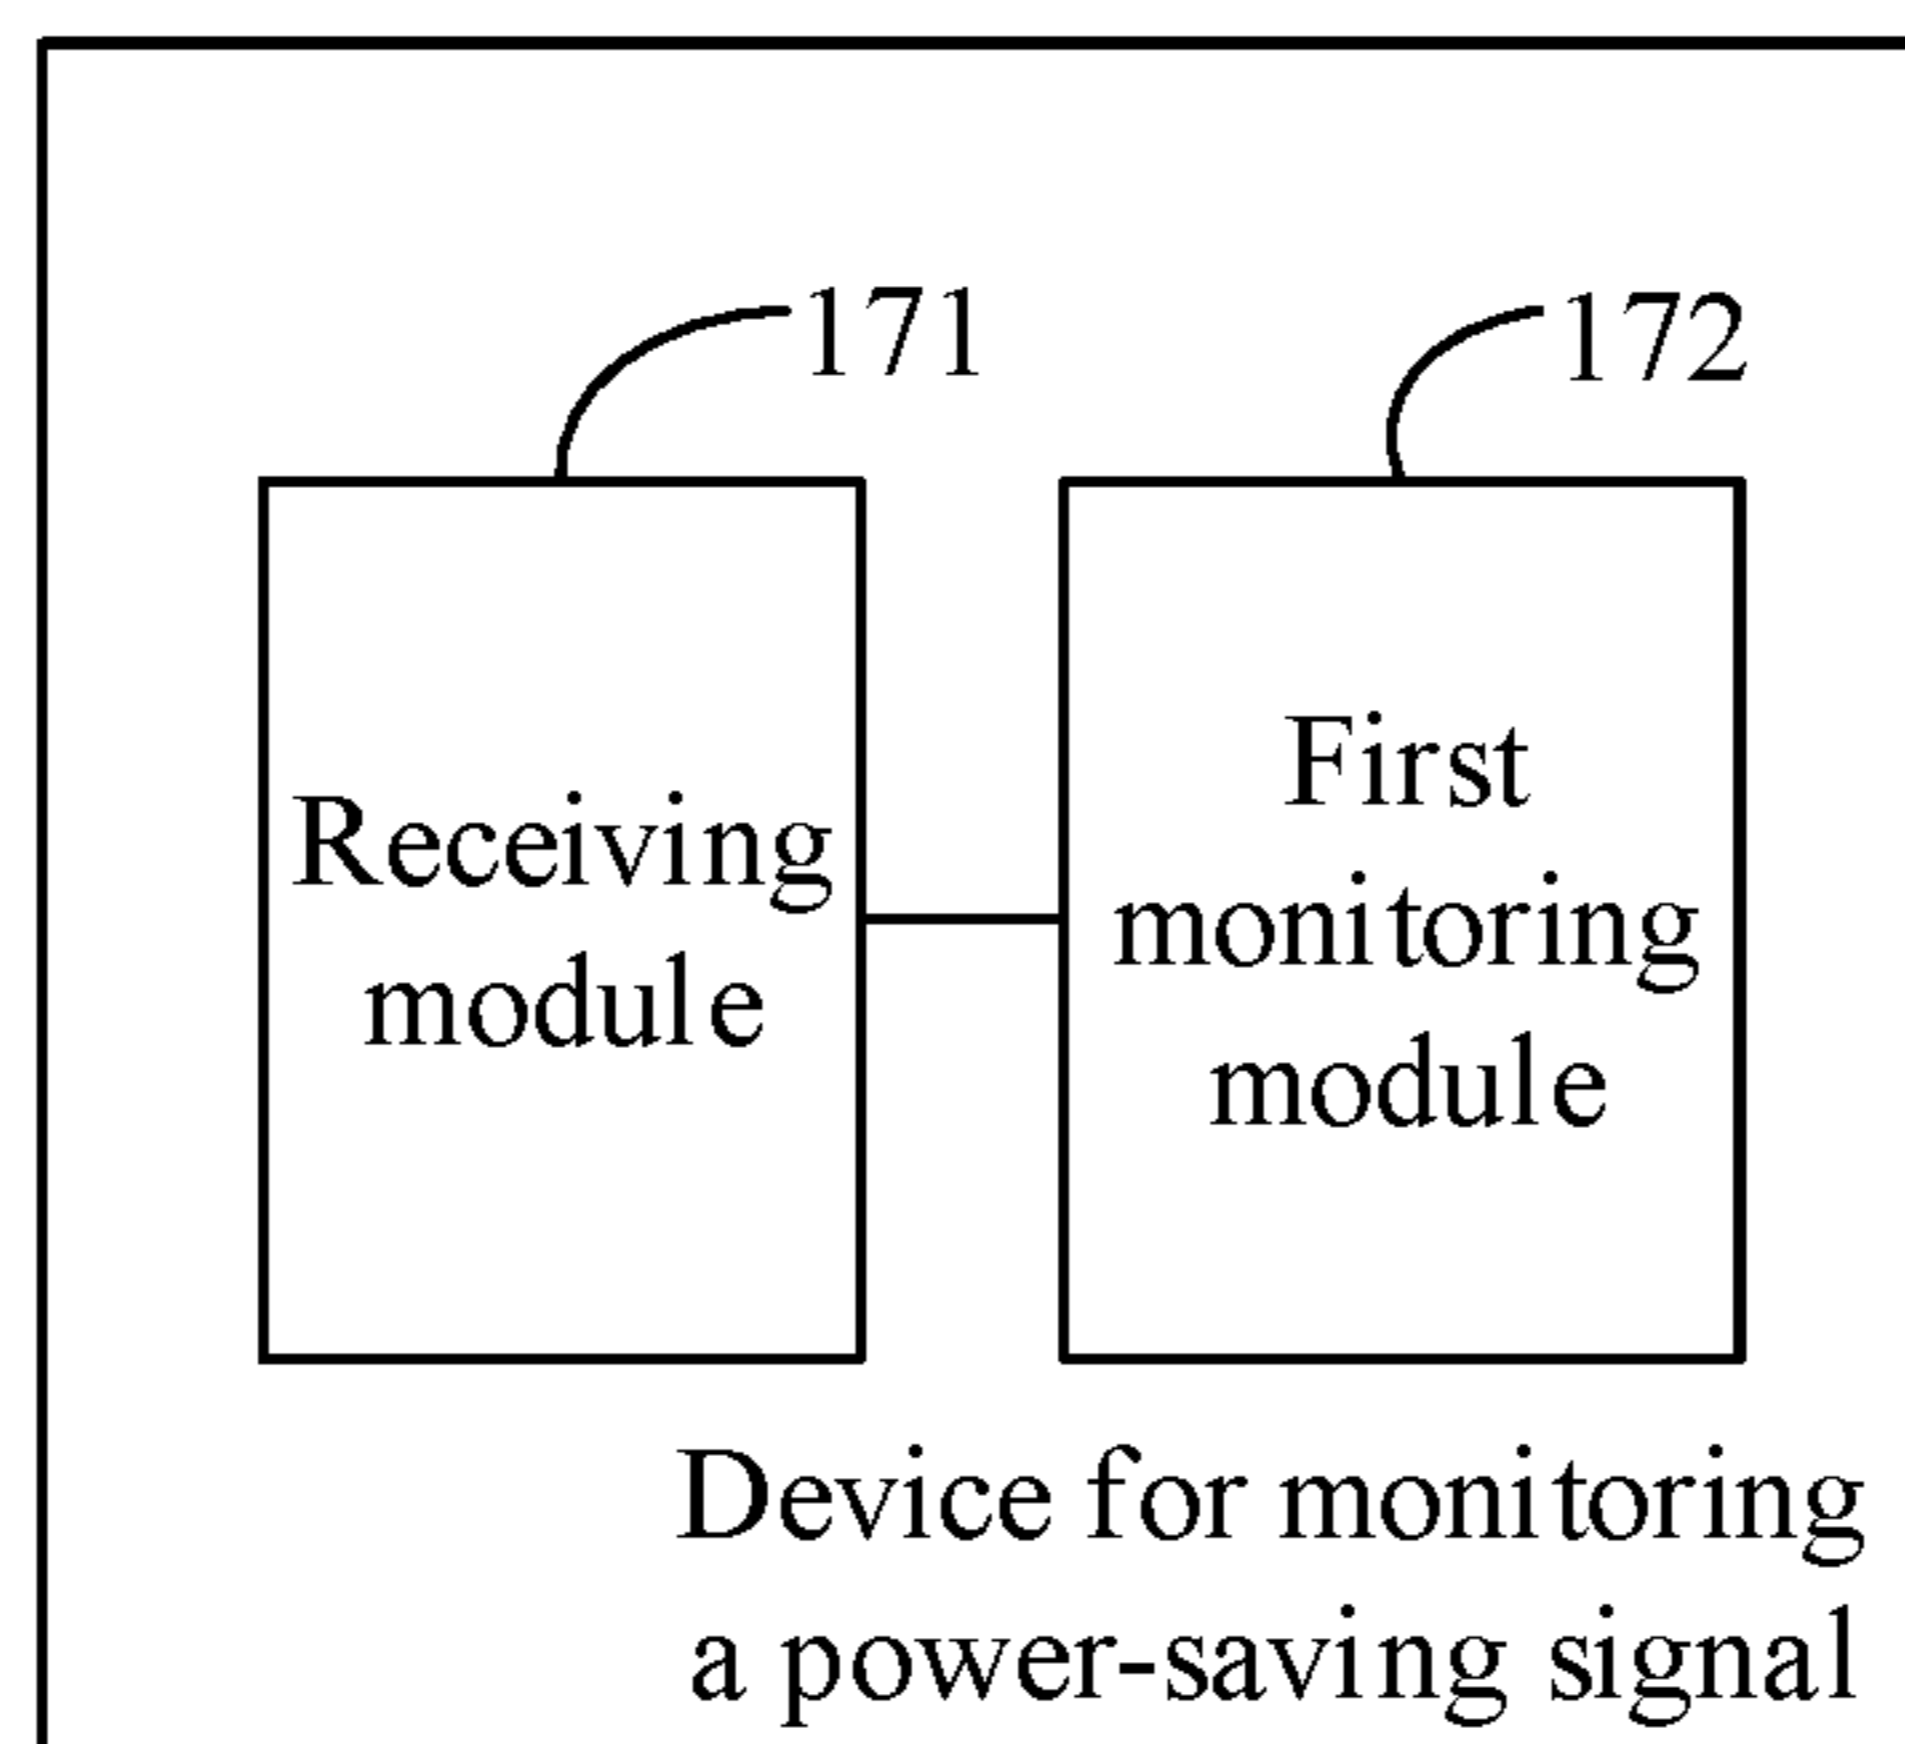 171
172
Receiving
module
First
monitoring
module
Device for monitoring
a power-saving signal